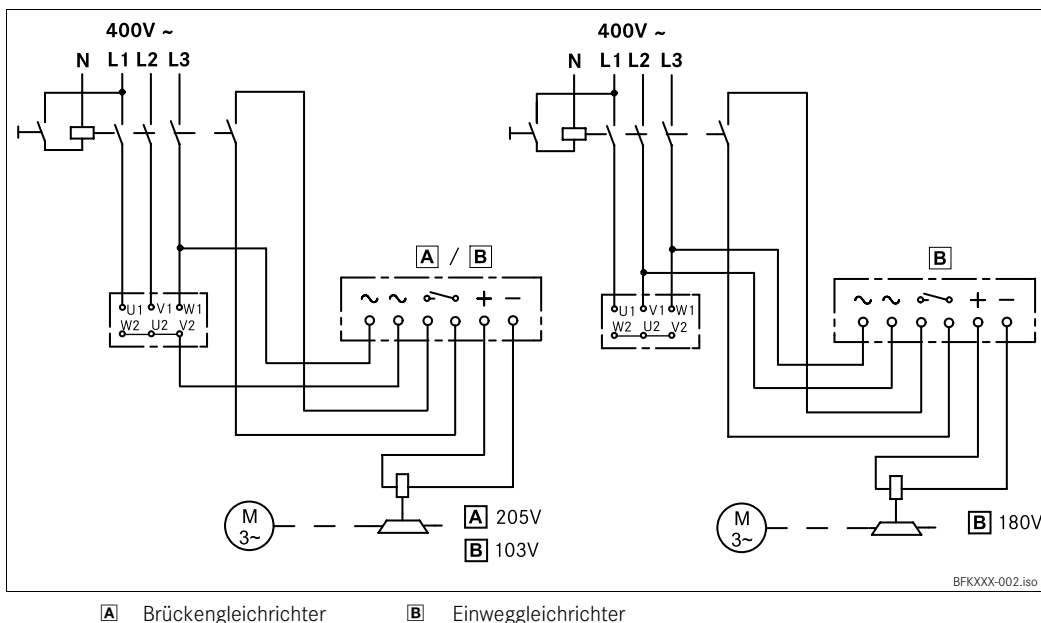 400V ~
N L1 L2 L3
A / B
~ ~ + −
U1 V1 W1
W2 U2 V2
M
3~
A 205V
B 103V
400V ~
N L1 L2 L3
B
~ ~ + −
U1 V1 W1
W2 U2 V2
M
3~
B 180V
BFKXXX-002.iso
A Brückengleichrichter B Einweggleichrichter